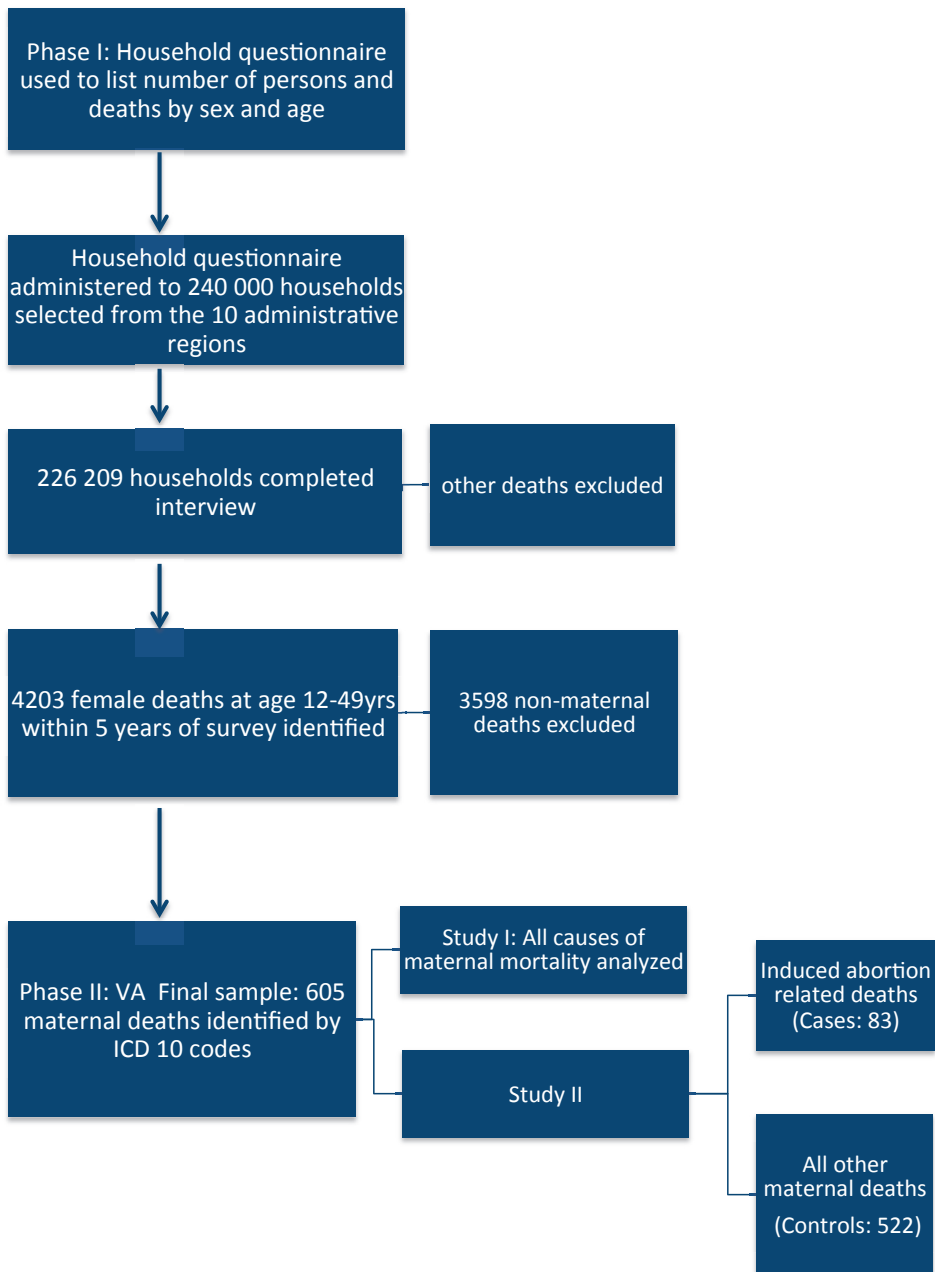 Phase I: Household questionnaire
used to list number of persons and
deaths by sex and age
Household questionnaire
administered to 240 000 households
selected from the 10 administrative
regions
226 209 households completed
interview
other deaths excluded
4203 female deaths at age 12-49yrs
within 5 years of survey identified
3598 non-maternal
deaths excluded
Phase II: VA Final sample: 605
maternal deaths identified by
ICD 10 codes
Study I: All causes of
maternal mortality analyzed
Study II
Induced abortion
related deaths
(Cases: 83)
All other
maternal deaths
(Controls: 522)